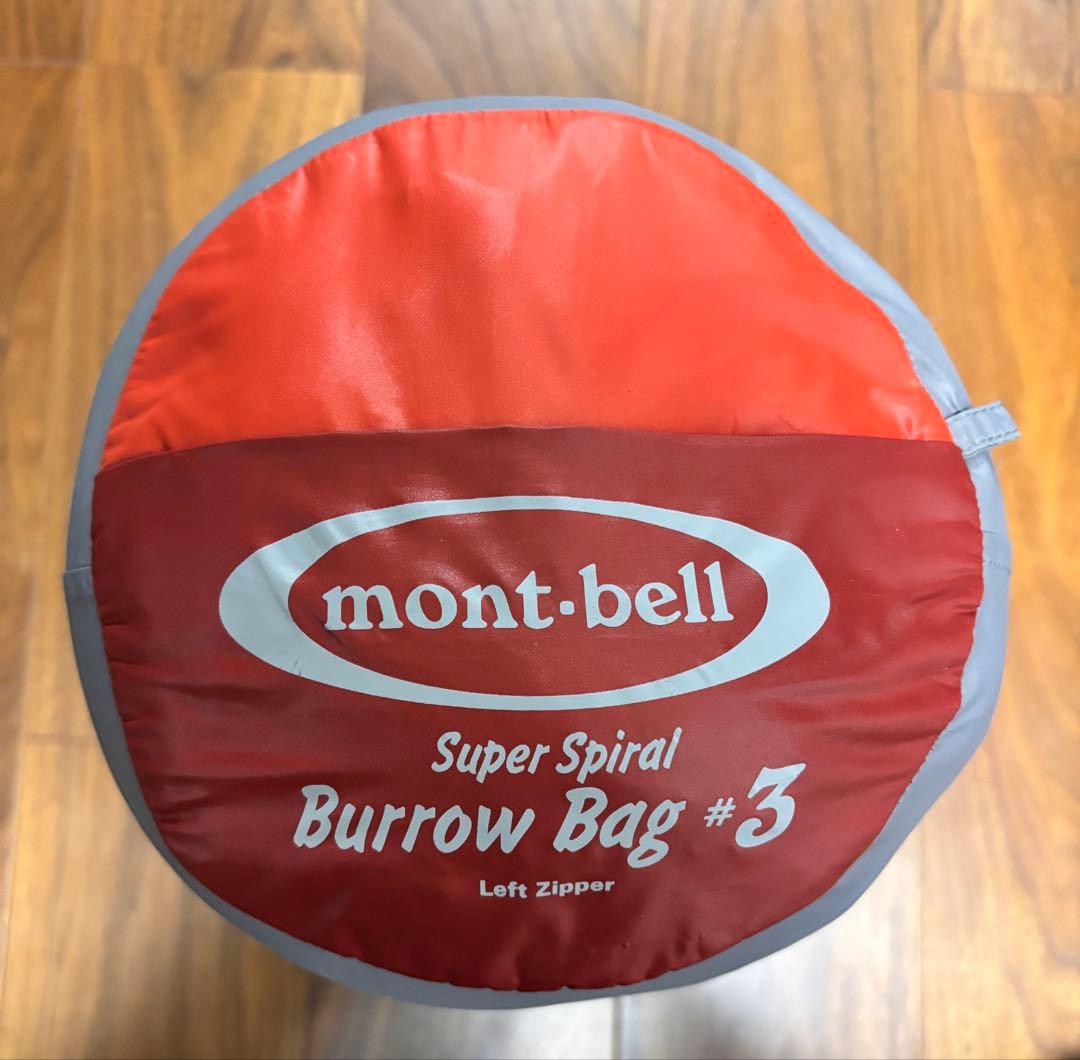 mont-bell
Super Spiral
Burrow Bag #3
Left Zipper